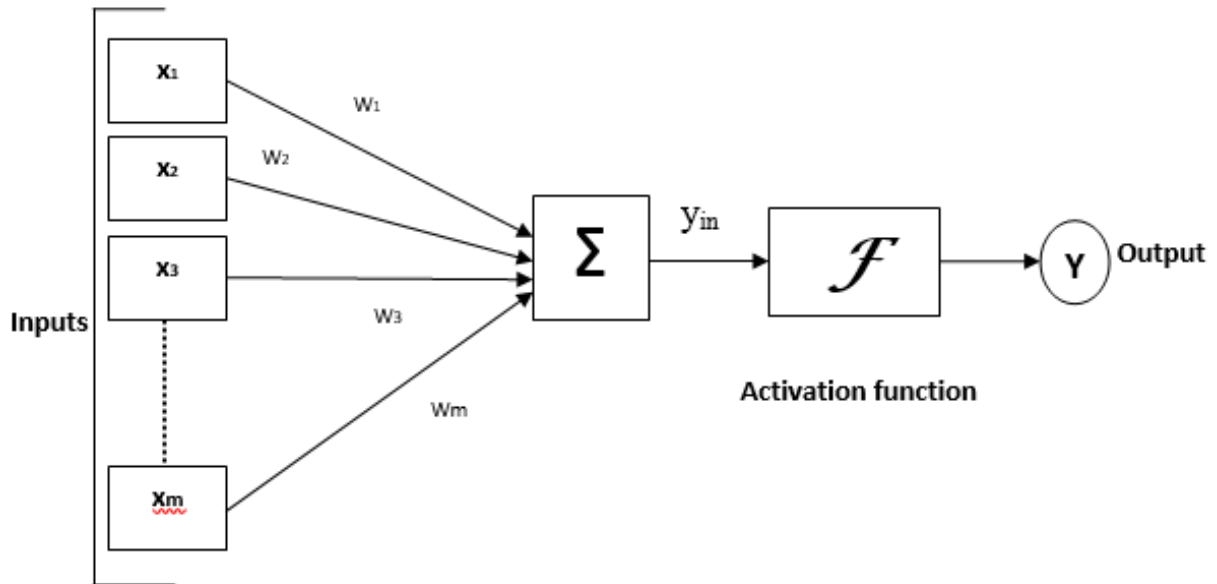 Inputs
x₁
x₂
x₃
xₘ
W₁
W₂
W₃
Wₘ
Σ
yᵢₙ
ℱ
Activation function
Y
Output